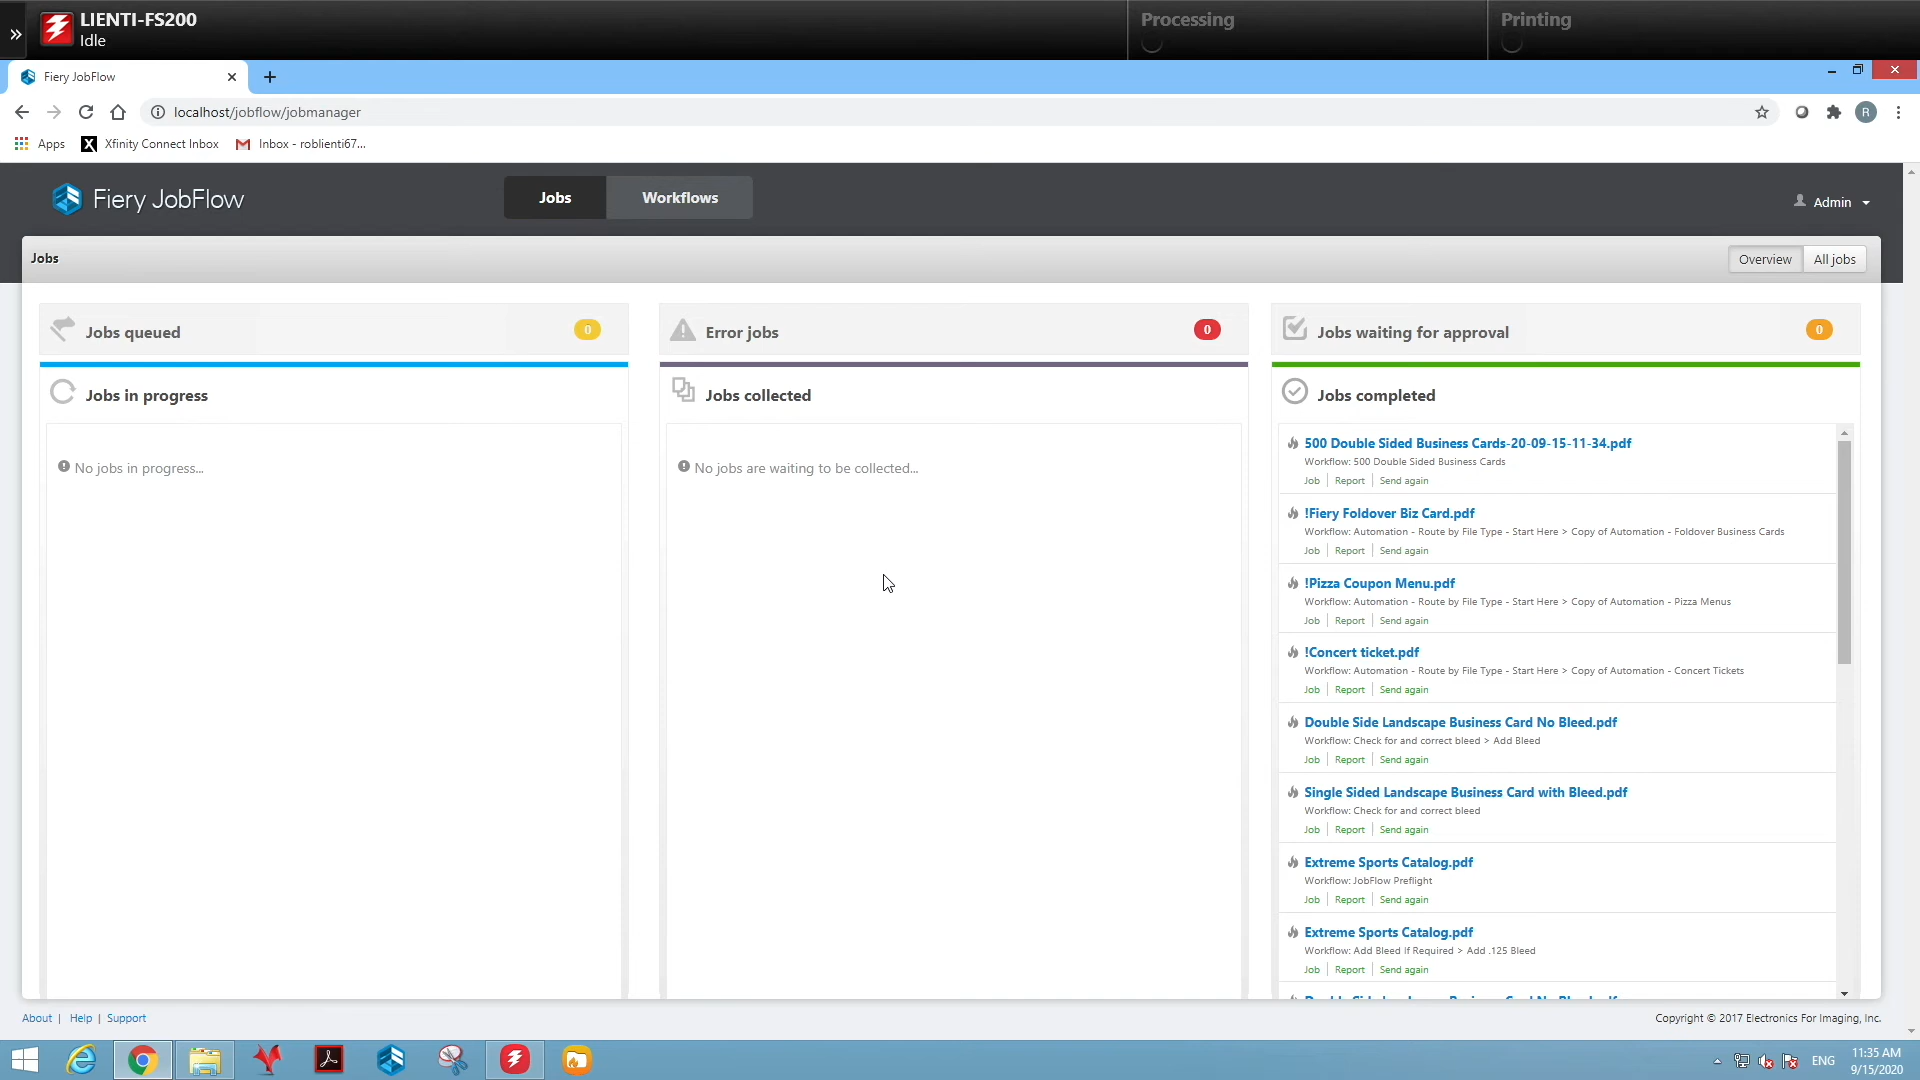 LIENTI-FS200
Idle
Processing
Printing
Fiery JobFlow
localhost/jobflow/jobmanager
R
Apps
Xfinity Connect Inbox
Inbox - roblienti67...
Fiery JobFlow
Jobs
Workflows
Admin
Jobs
Overview
All jobs
Jobs queued
0
Error jobs
0
Jobs waiting for approval
0
Jobs in progress
No jobs in progress...
Jobs collected
No jobs are waiting to be collected...
Jobs completed
500 Double Sided Business Cards-20-09-15-11-34.pdf
Workflow: 500 Double Sided Business Cards
Job | Report | Send again
!Fiery Foldover Biz Card.pdf
Workflow: Automation - Route by File Type - Start Here > Copy of Automation - Foldover Business Cards
Job | Report | Send again
!Pizza Coupon Menu.pdf
Workflow: Automation - Route by File Type - Start Here > Copy of Automation - Pizza Menus
Job | Report | Send again
!Concert ticket.pdf
Workflow: Automation - Route by File Type - Start Here > Copy of Automation - Concert Tickets
Job | Report | Send again
Double Side Landscape Business Card No Bleed.pdf
Workflow: Check for and correct bleed > Add Bleed
Job | Report | Send again
Single Sided Landscape Business Card with Bleed.pdf
Workflow: Check for and correct bleed
Job | Report | Send again
Extreme Sports Catalog.pdf
Workflow: JobFlow Preflight
Job | Report | Send again
Extreme Sports Catalog.pdf
Workflow: Add Bleed If Required > Add .125 Bleed
Job | Report | Send again
About | Help | Support
Copyright © 2017 Electronics For Imaging, Inc.
ENG
11:35 AM
9/15/2020